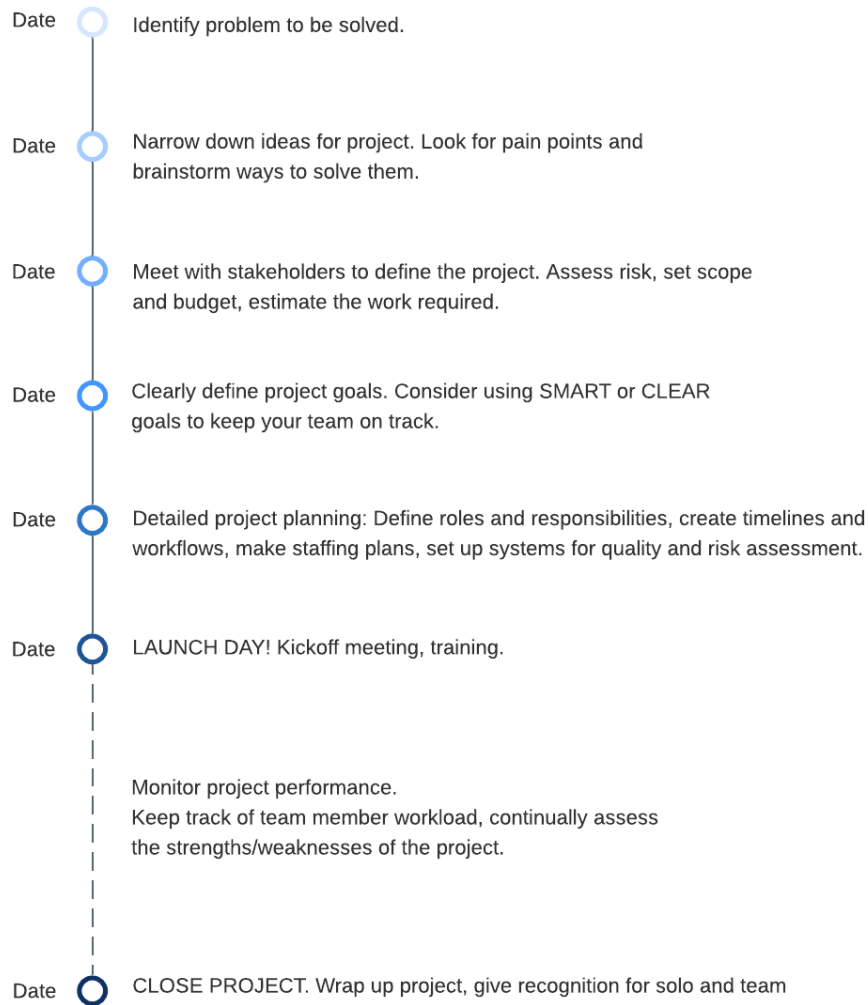 Date
Identify problem to be solved.
Date
Narrow down ideas for project. Look for pain points and
brainstorm ways to solve them.
Date
Meet with stakeholders to define the project. Assess risk, set scope
and budget, estimate the work required.
Date
Clearly define project goals. Consider using SMART or CLEAR
goals to keep your team on track.
Date
Detailed project planning: Define roles and responsibilities, create timelines and
workflows, make staffing plans, set up systems for quality and risk assessment.
Date
LAUNCH DAY! Kickoff meeting, training.
Monitor project performance.
Keep track of team member workload, continually assess
the strengths/weaknesses of the project.
Date
CLOSE PROJECT. Wrap up project, give recognition for solo and team